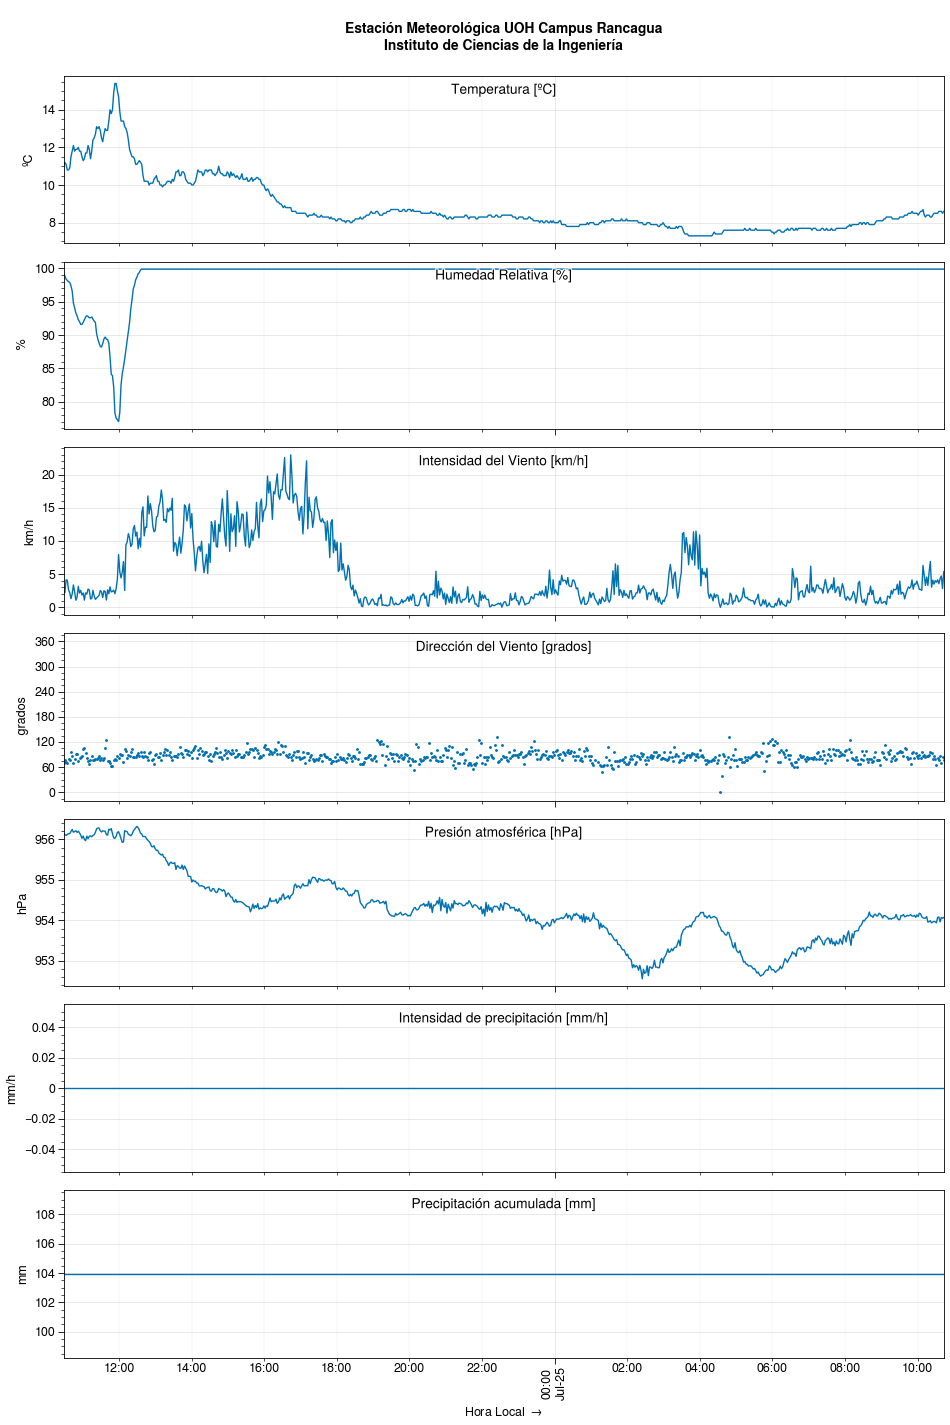 Estación Meteorológica UOH Campus Rancagua
Instituto de Ciencias de la Ingeniería
Temperatura [ºC]
ºC
14
12
10
8
Humedad Relativa [%]
%
100
95
90
85
80
Intensidad del Viento [km/h]
km/h
20
15
10
5
0
Dirección del Viento [grados]
grados
360
300
240
180
120
60
0
Presión atmosférica [hPa]
hPa
956
955
954
953
Intensidad de precipitación [mm/h]
mm/h
0.04
0.02
0
−0.02
−0.04
Precipitación acumulada [mm]
mm
108
106
104
102
100
12:00 14:00 16:00 18:00 20:00 22:00 00:00 02:00 04:00 06:00 08:00 10:00
Jul-25
Hora Local →